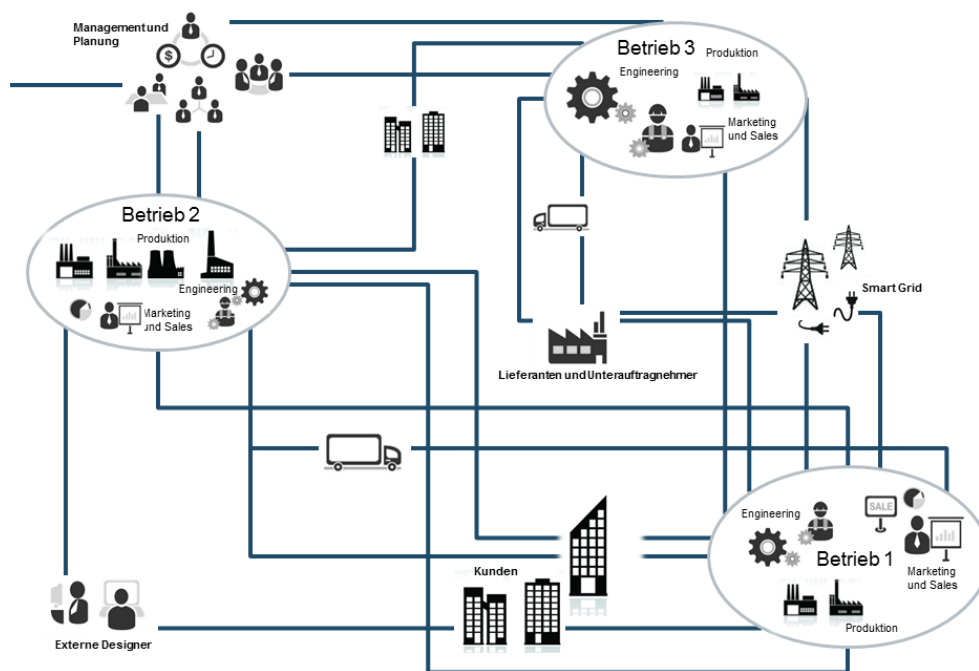 Management und
Planung
$
Betrieb 3
Produktion
Engineering
Marketing
und Sales
Betrieb 2
Produktion
Engineering
Marketing
und Sales
Smart Grid
Lieferanten und Unterauftragnehmer
Engineering
SALE
Betrieb 1
Marketing
und Sales
Produktion
Kunden
Externe Designer